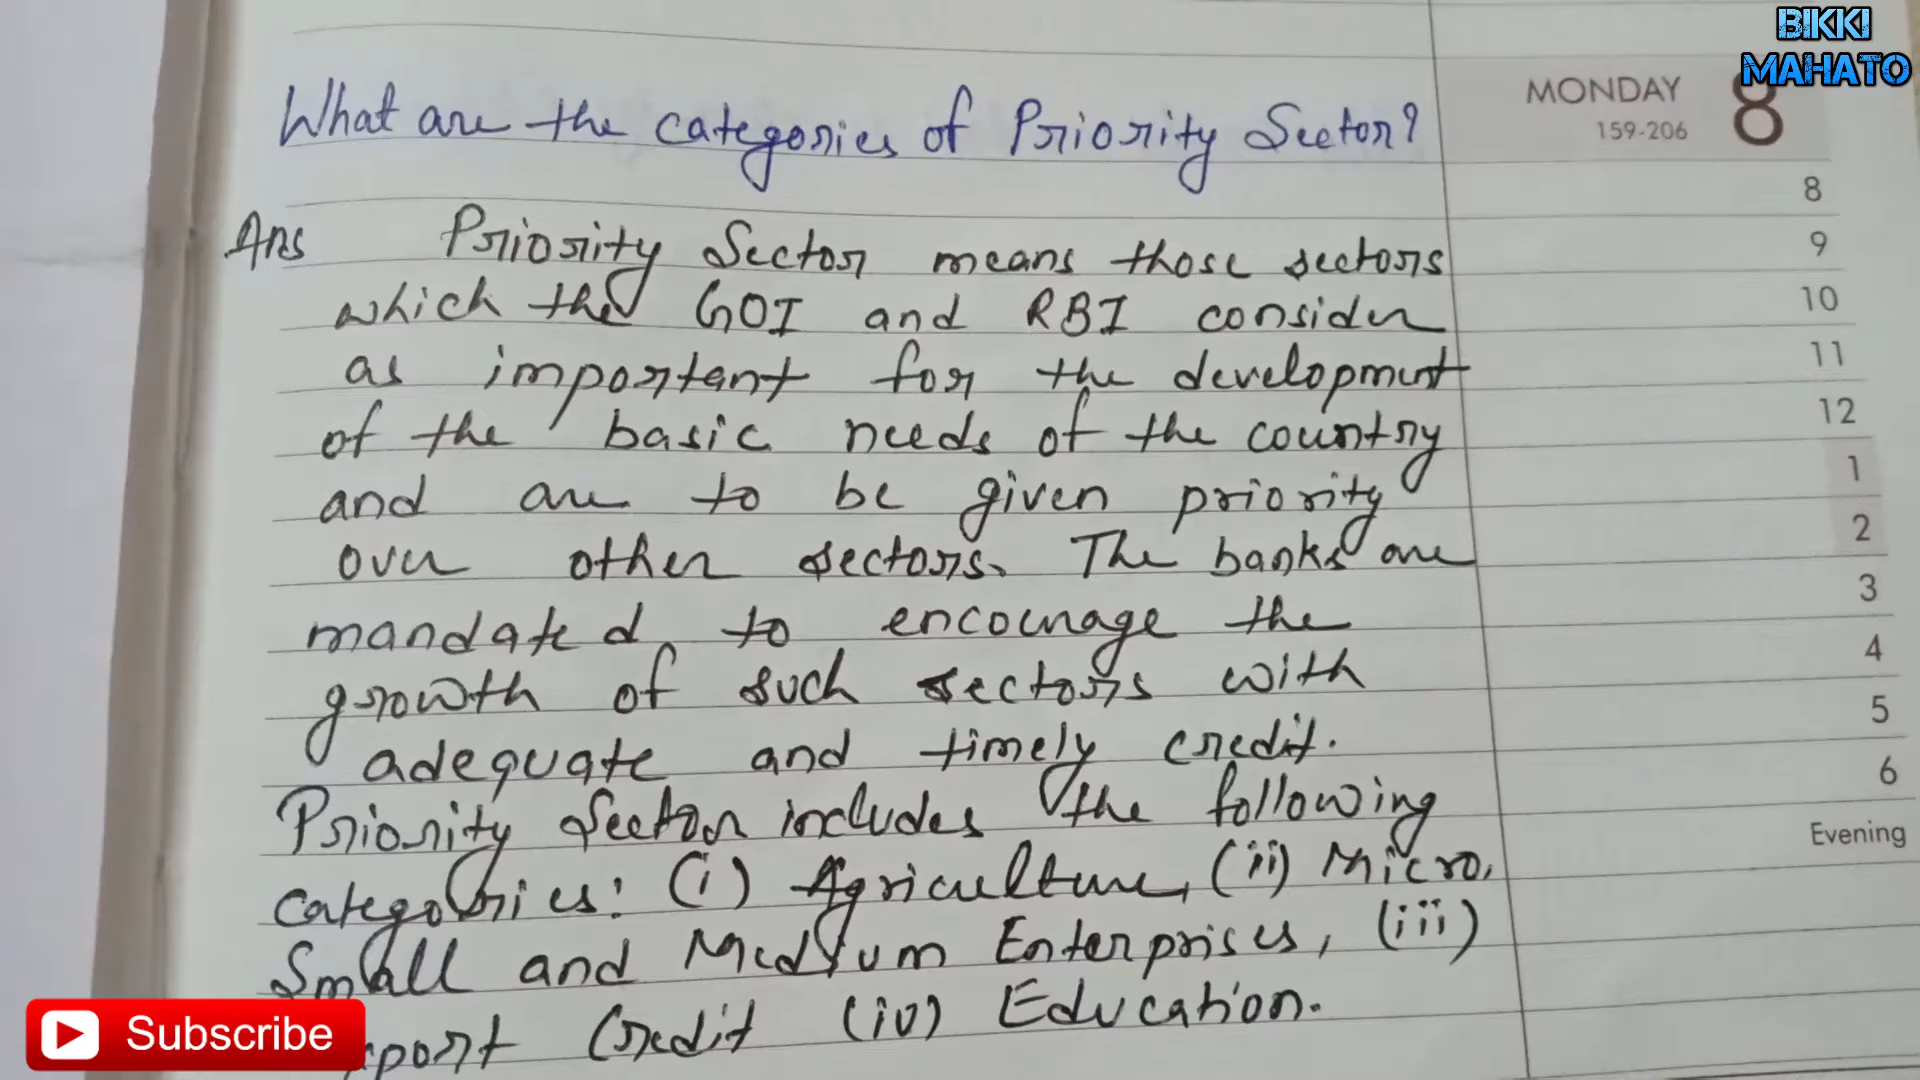 BIKKI
MAHATO
MONDAY
159-206
8
What are the categories of Priority Sector?
Ans Priority Sector means those sectors
which the GOI and RBI consider
as important for the development
of the basic needs of the country
and are to be given priority
over other sectors. The banks are
mandated to encourage the
growth of such sectors with
adequate and timely credit.
Priority Sector includes the following
categories: (i) Agriculture, (ii) Micro,
Small and Medium Enterprises, (iii)
Credit (iv) Education.
8
9
10
11
12
1
2
3
4
5
6
Evening
Subscribe